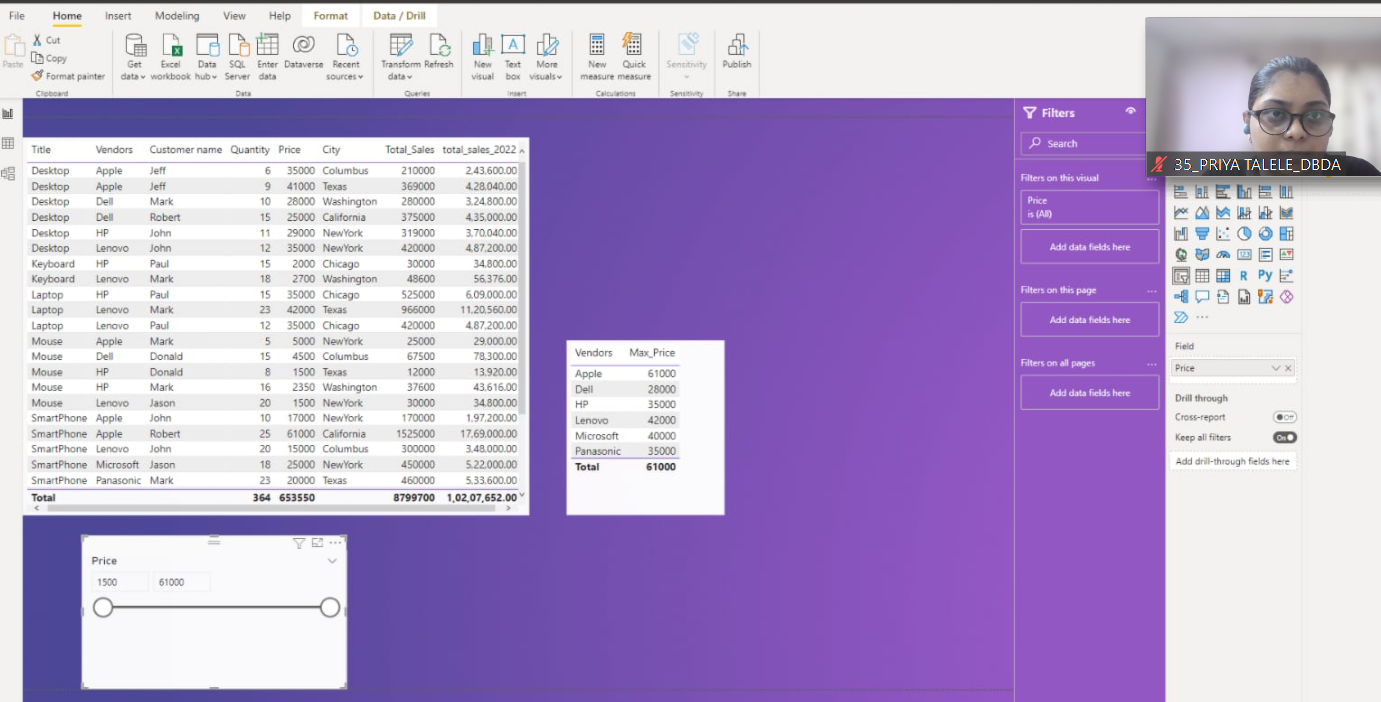 File Home Insert Modeling View Help Format Data / Drill
Paste
Cut
Copy
Format painter
Clipboard
Get data
Excel workbook
Data hub
SQL Server
Enter data
Dataverse
Recent sources
Data
Transform data
Refresh
Queries
New visual
Text box
More visuals
Insert
New measure
Quick measure
Calculations
Sensitivity
Sensitivity
Publish
Share
Title Vendors Customer name Quantity Price City Total_Sales total_sales_2022
Desktop Apple Jeff 6 35000 Columbus 210000 2,43,600.00
Desktop Apple Jeff 9 41000 Texas 369000 4,28,040.00
Desktop Dell Mark 10 28000 Washington 280000 3,24,800.00
Desktop Dell Robert 15 25000 California 375000 4,35,000.00
Desktop HP John 11 29000 NewYork 319000 3,70,040.00
Desktop Lenovo John 12 35000 NewYork 420000 4,87,200.00
Keyboard HP Paul 15 2000 Chicago 30000 34,800.00
Keyboard Lenovo Mark 18 2700 Washington 48600 56,376.00
Laptop HP Paul 15 35000 Chicago 525000 6,09,000.00
Laptop Lenovo Mark 23 42000 Texas 966000 11,20,560.00
Laptop Lenovo Paul 12 35000 Chicago 420000 4,87,200.00
Mouse Apple Mark 5 5000 NewYork 25000 29,000.00
Mouse Dell Donald 15 4500 Columbus 67500 78,300.00
Mouse HP Donald 8 1500 Texas 12000 13,920.00
Mouse HP Mark 16 2350 Washington 37600 43,616.00
Mouse Lenovo Jason 20 1500 NewYork 30000 34,800.00
SmartPhone Apple John 10 17000 NewYork 170000 1,97,200.00
SmartPhone Apple Robert 25 61000 California 1525000 17,69,000.00
SmartPhone Lenovo John 20 15000 Columbus 300000 3,48,000.00
SmartPhone Microsoft Jason 18 25000 NewYork 450000 5,22,000.00
SmartPhone Panasonic Mark 23 20000 Texas 460000 5,33,600.00
Total 364 653550 8799700 1,02,07,652.00
Vendors Max_Price
Apple 61000
Dell 28000
HP 35000
Lenovo 42000
Microsoft 40000
Panasonic 35000
Total 61000
Price
1500 61000
Filters
Search
Filters on this visual
Price
is (All)
Add data fields here
Filters on this page
Add data fields here
Filters on all pages
Add data fields here
35_PRIYA TALELE_DBDA
123
R Py
Field
Price
Drill through
Cross-report Off
Keep all filters On
Add drill-through fields here